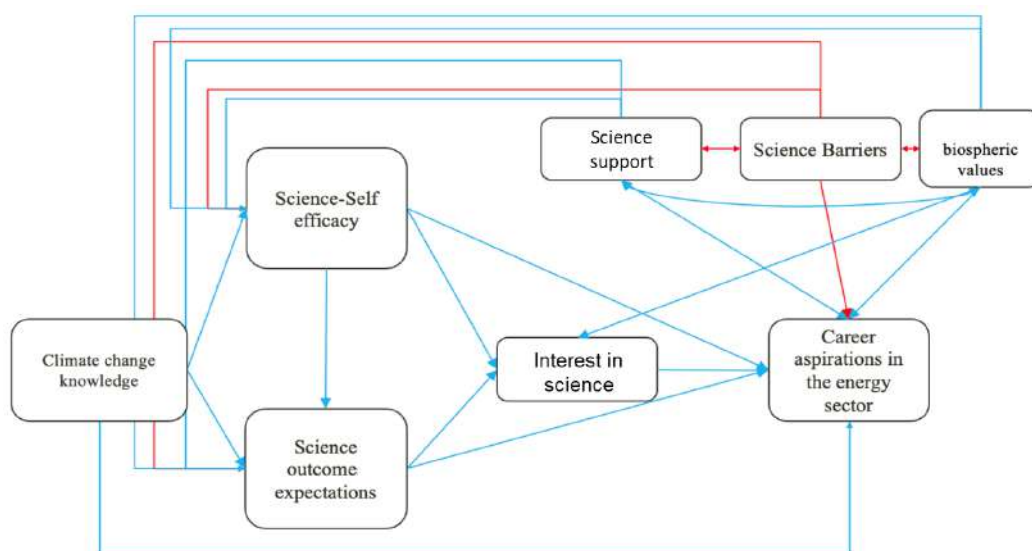 Science
support
Science Barriers
biospheric
values
Science-Self
efficacy
Climate change
knowledge
Interest in
science
Career
aspirations in
the energy
sector
Science
outcome
expectations